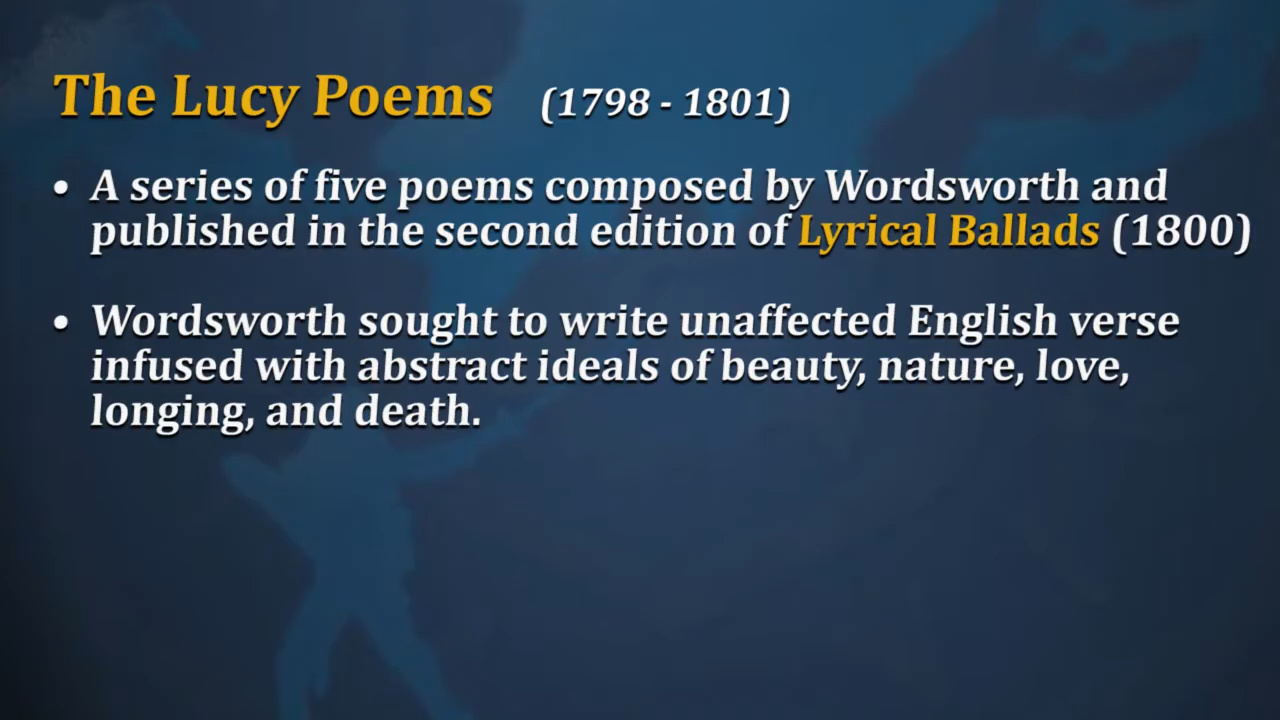 The Lucy Poems (1798 - 1801)
• A series of five poems composed by Wordsworth and
published in the second edition of Lyrical Ballads (1800)
• Wordsworth sought to write unaffected English verse
infused with abstract ideals of beauty, nature, love,
longing, and death.